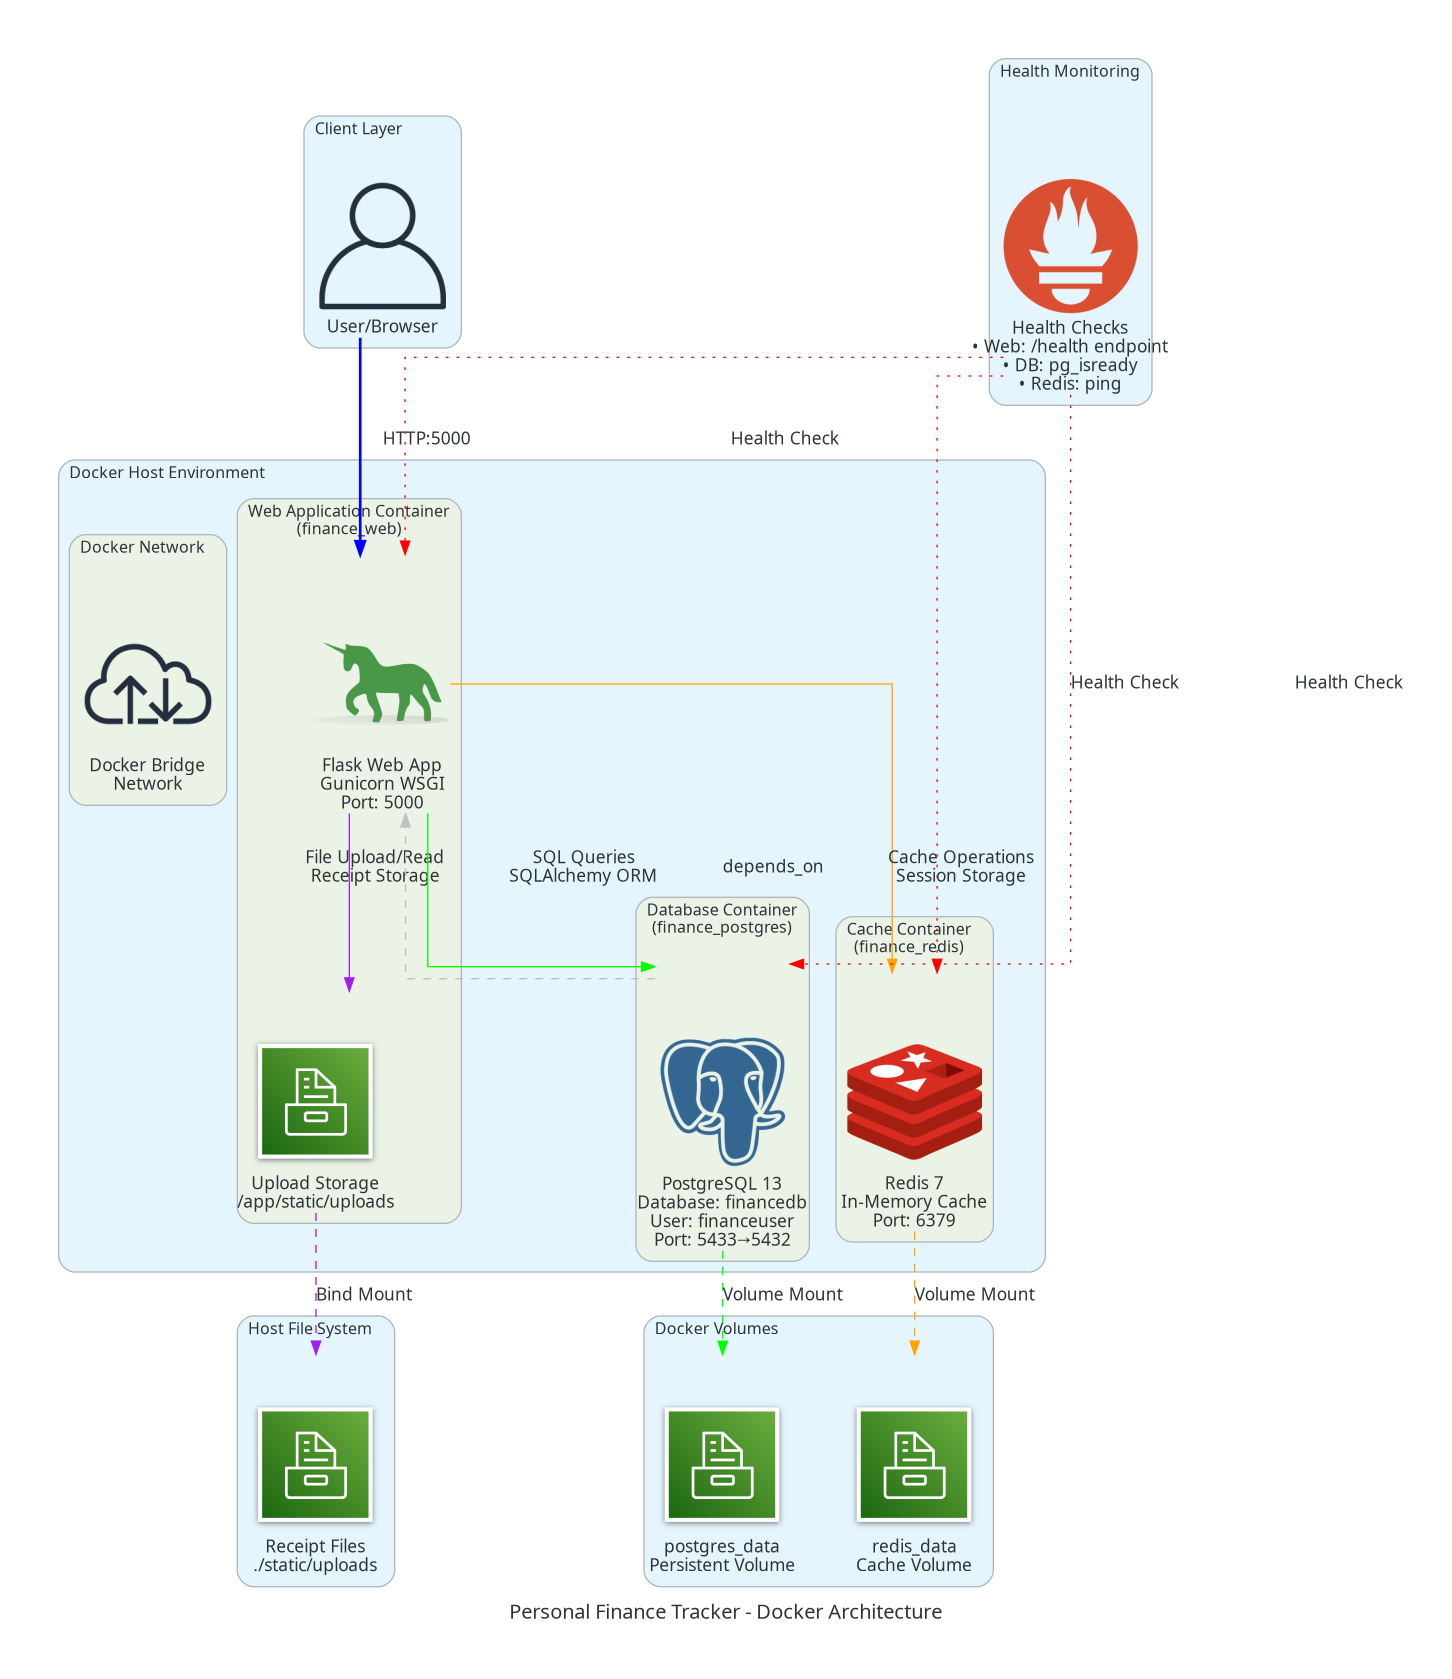 Health Monitoring
Client Layer
User/Browser
Health Checks
• Web: /health endpoint
• DB: pg_isready
• Redis: ping
HTTP:5000
Health Check
Docker Host Environment
Web Application Container
(finance_web)
Docker Network
Docker Bridge
Network
Flask Web App
Gunicorn WSGI
Port: 5000
Health Check
Health Check
File Upload/Read
Receipt Storage
SQL Queries
SQLAlchemy ORM
depends_on
Cache Operations
Session Storage
Database Container
(finance_postgres)
Cache Container
(finance_redis)
Upload Storage
/app/static/uploads
PostgreSQL 13
Database: financedb
User: financeuser
Port: 5433→5432
Redis 7
In-Memory Cache
Port: 6379
Bind Mount
Volume Mount
Volume Mount
Host File System
Docker Volumes
Receipt Files
./static/uploads
postgres_data
Persistent Volume
redis_data
Cache Volume
Personal Finance Tracker - Docker Architecture